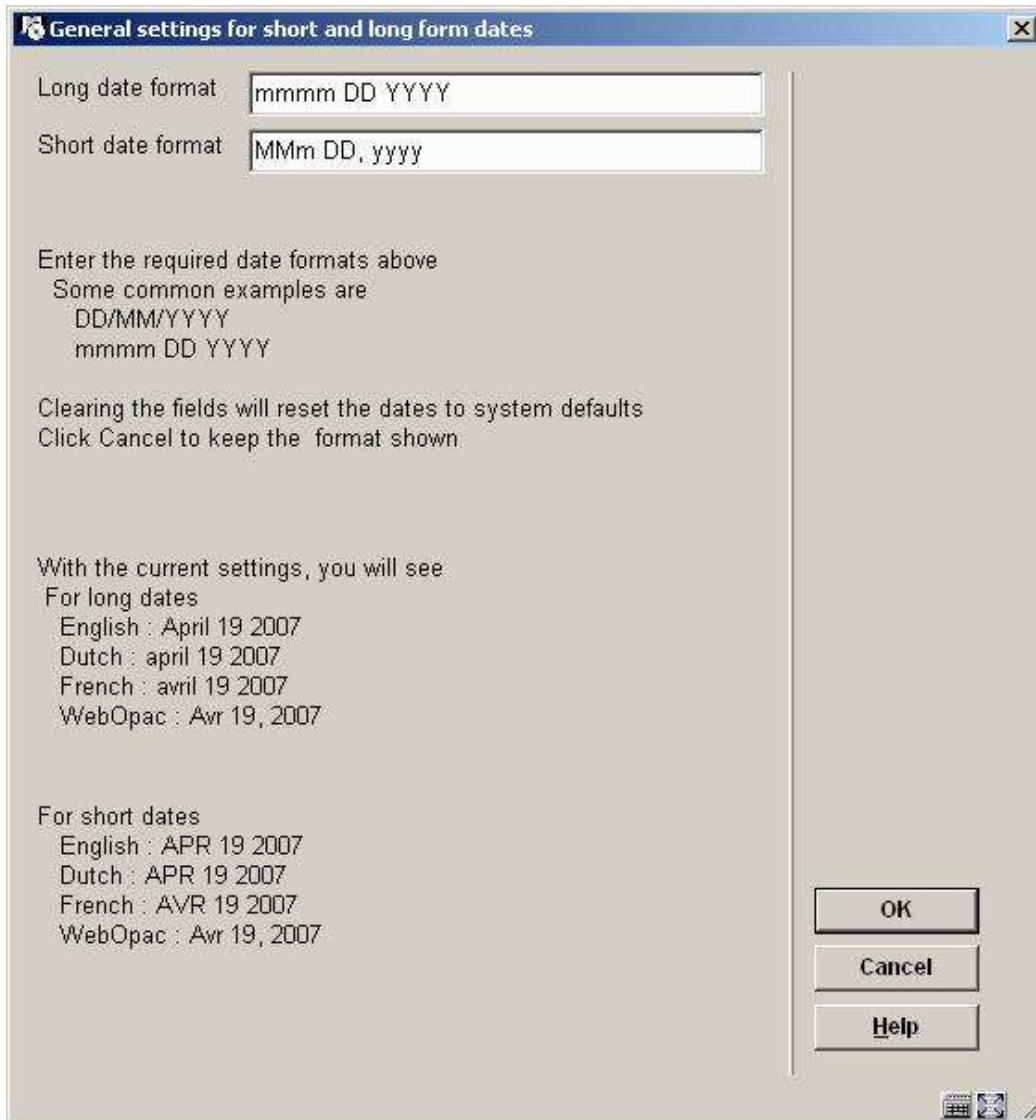 General settings for short and long form dates
Long date format mmmm DD YYYY
Short date format MMm DD, yyyy
Enter the required date formats above
Some common examples are
DD/MM/YYYY
mmmm DD YYYY
Clearing the fields will reset the dates to system defaults
Click Cancel to keep the format shown
With the current settings, you will see
For long dates
English : April 19 2007
Dutch : april 19 2007
French : avril 19 2007
WebOpac : Avr 19, 2007
For short dates
English : APR 19 2007
Dutch : APR 19 2007
French : AVR 19 2007
WebOpac : Avr 19, 2007
OK
Cancel
Help